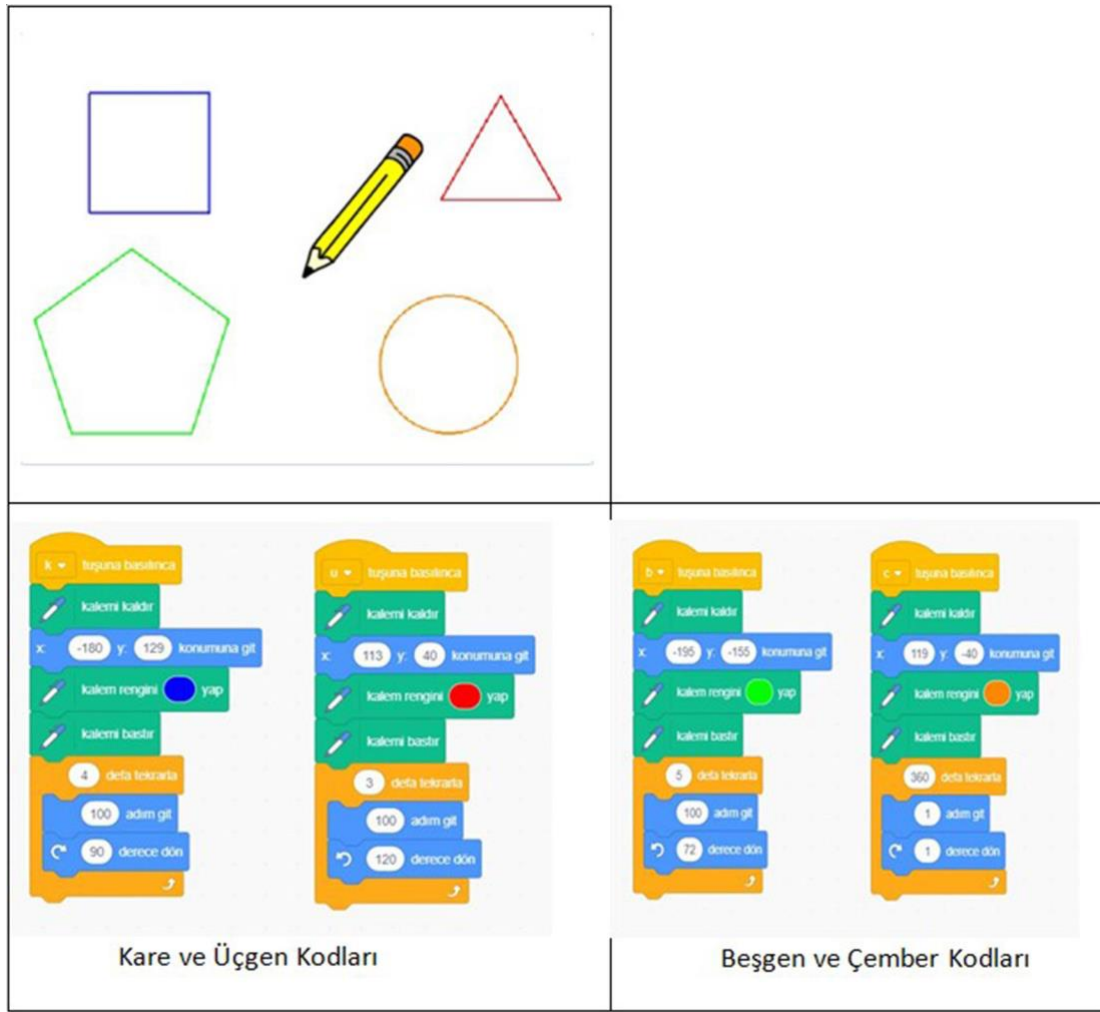 k tuşuna basılınca
kalemi kaldır
x: -180 y: 129 konumuna git
kalem rengini yap
kalemi bastır
4 defa tekrarla
100 adım git
90 derece dön
u tuşuna basılınca
kalemi kaldır
x: 113 y: 40 konumuna git
kalem rengini yap
kalemi bastır
3 defa tekrarla
100 adım git
120 derece dön
Kare ve Üçgen Kodları
b tuşuna basılınca
kalemi kaldır
x: -195 y: -155 konumuna git
kalem rengini yap
kalemi bastır
5 defa tekrarla
100 adım git
72 derece dön
c tuşuna basılınca
kalemi kaldır
x: 119 y: -40 konumuna git
kalem rengini yap
kalemi bastır
360 defa tekrarla
1 adım git
1 derece dön
Beşgen ve Çember Kodları